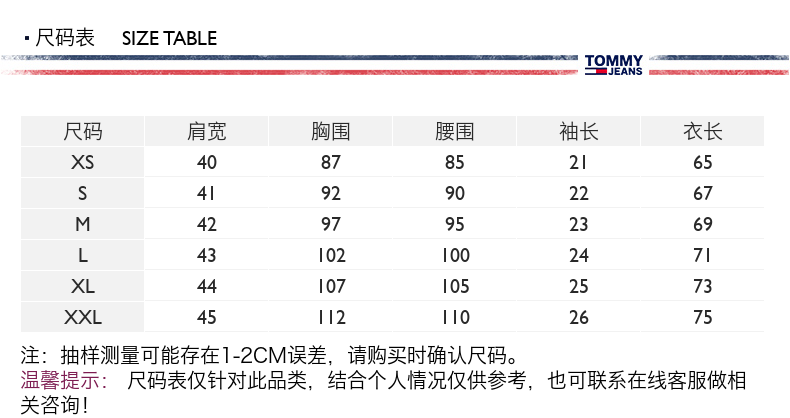 ▪ 尺码表 SIZE TABLE
TOMMY
JEANS
尺码 肩宽 胸围 腰围 袖长 衣长
XS 40 87 85 21 65
S 41 92 90 22 67
M 42 97 95 23 69
L 43 102 100 24 71
XL 44 107 105 25 73
XXL 45 112 110 26 75
注：抽样测量可能存在1-2CM误差，请购买时确认尺码。
温馨提示： 尺码表仅针对此品类，结合个人情况仅供参考，也可联系在线客服做相
关咨询！